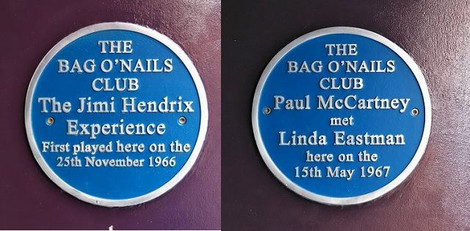 THE
BAG O'NAILS
CLUB
The Jimi Hendrix
Experience
First played here on the
25th November 1966
THE
BAG O'NAILS
CLUB
Paul McCartney
met
Linda Eastman
here on the
15th May 1967